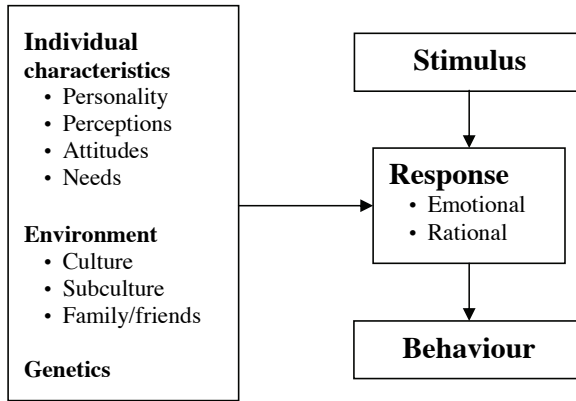 Individual
characteristics
• Personality
• Perceptions
• Attitudes
• Needs
Environment
• Culture
• Subculture
• Family/friends
Genetics
Stimulus
Response
• Emotional
• Rational
Behaviour